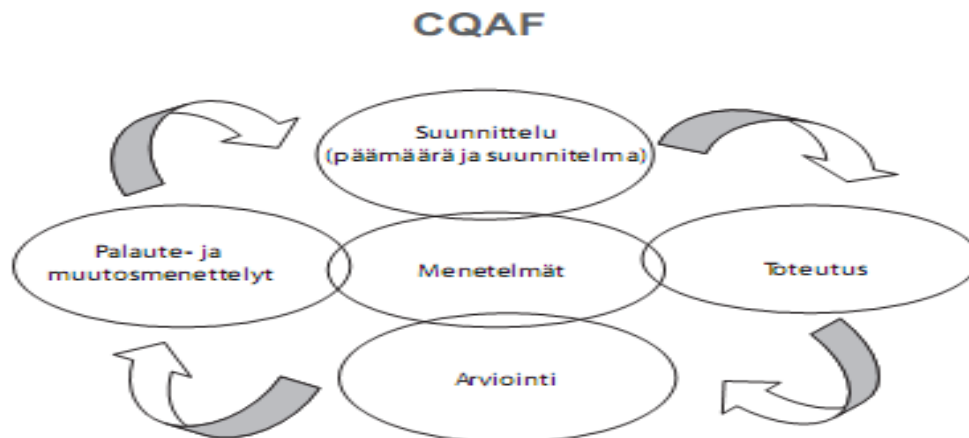 CQAF
Suunnittelu
(päämäärä ja suunnitelma)
Palaute- ja
muutosmenettelyt
Menetelmät
Toteutus
Arviointi